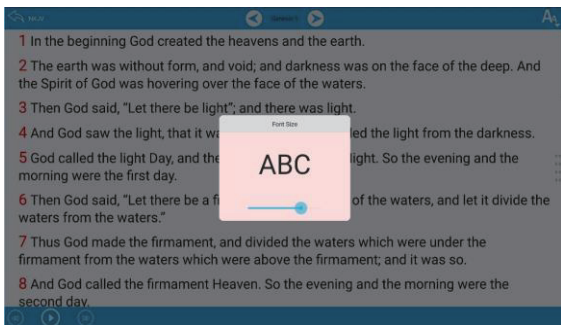 NKJV
Genesis 1
1 In the beginning God created the heavens and the earth.
2 The earth was without form, and void; and darkness was on the face of the deep. And
the Spirit of God was hovering over the face of the waters.
3 Then God said, "Let there be light"; and there was light.
Font Size
4 And God saw the light, that it wa led the light from the darkness.
5 God called the light Day, and the light. So the evening and the
ABC
morning were the first day.
6 Then God said, "Let there be a fi of the waters, and let it divide the
waters from the waters."
7 Thus God made the firmament, and divided the waters which were under the
firmament from the waters which were above the firmament; and it was so.
8 And God called the firmament Heaven. So the evening and the morning were the
second day.